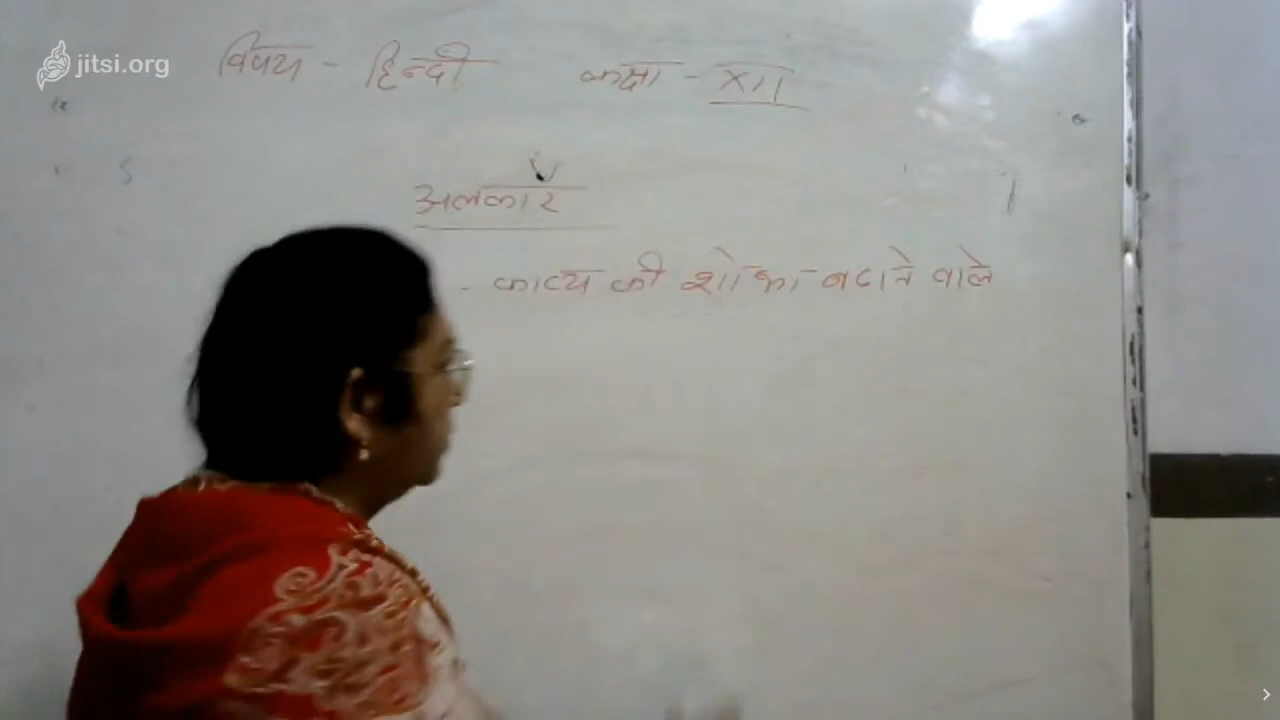 jitsi.org
विषय - हिन्दी कक्षा - XII
अलंकार
- काव्य की शोभा बढाने वाले